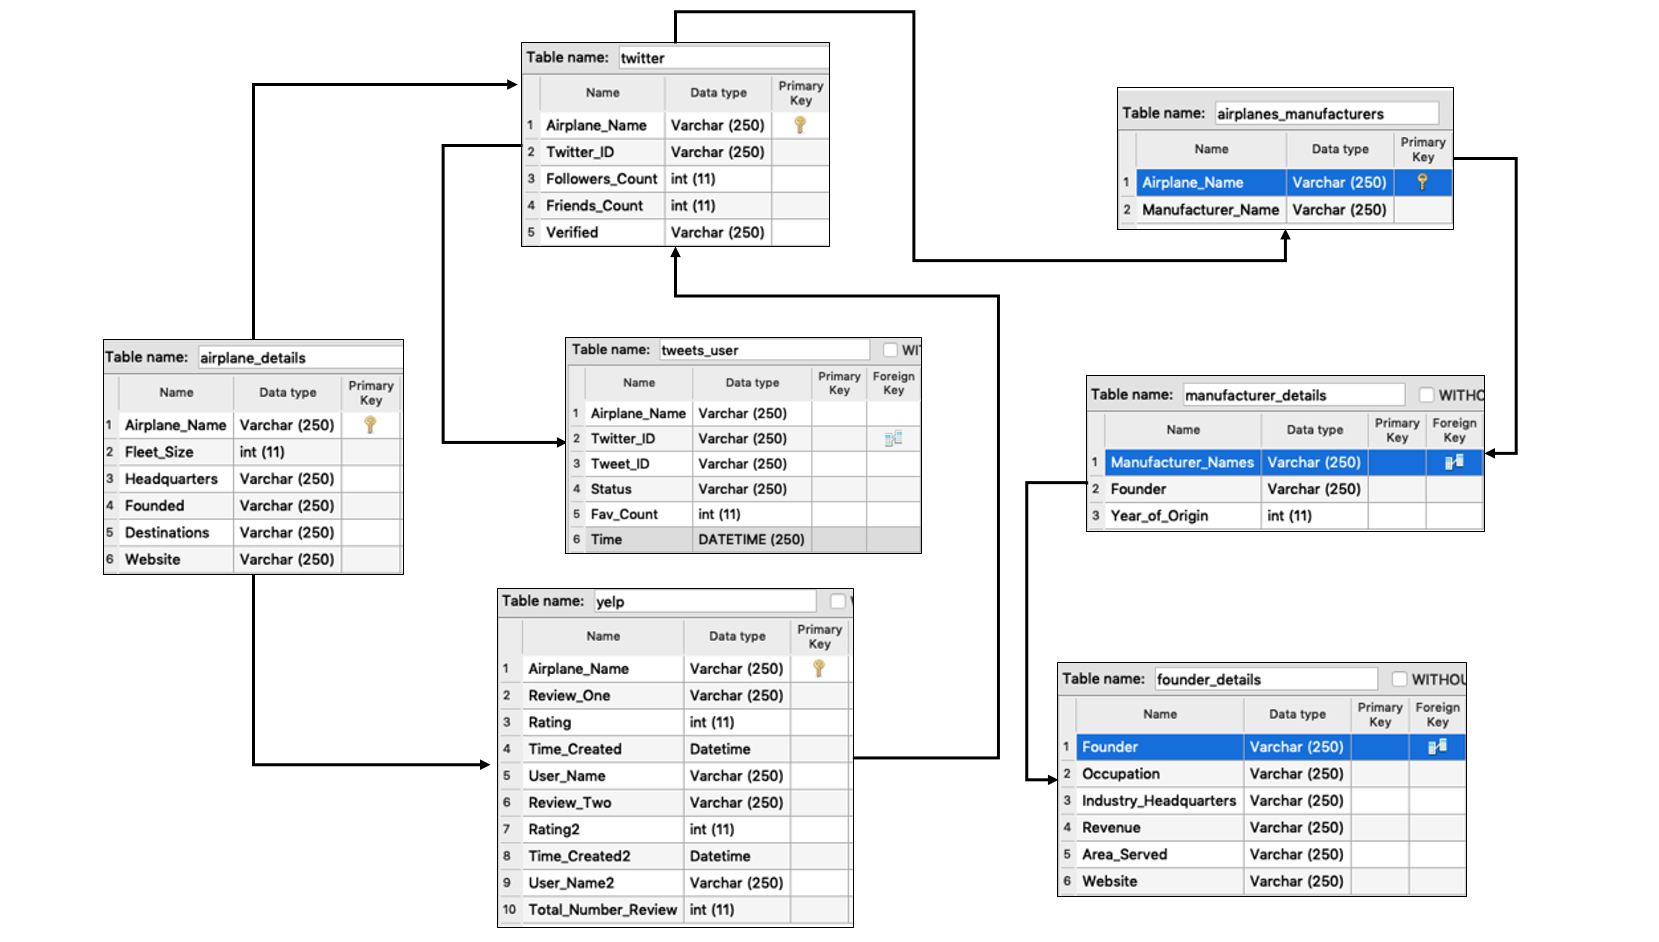 Table name: twitter
Name Data type Primary Key
1 Airplane_Name Varchar (250)
2 Twitter_ID Varchar (250)
3 Followers_Count int (11)
4 Friends_Count int (11)
5 Verified Varchar (250)
Table name: airplanes_manufacturers
Name Data type Primary Key
1 Airplane_Name Varchar (250)
2 Manufacturer_Name Varchar (250)
Table name: airplane_details
Name Data type Primary Key
1 Airplane_Name Varchar (250)
2 Fleet_Size int (11)
3 Headquarters Varchar (250)
4 Founded Varchar (250)
5 Destinations Varchar (250)
6 Website Varchar (250)
Table name: tweets_user WI
Name Data type Primary Key Foreign Key
1 Airplane_Name Varchar (250)
2 Twitter_ID Varchar (250)
3 Tweet_ID Varchar (250)
4 Status Varchar (250)
5 Fav_Count int (11)
6 Time DATETIME (250)
Table name: manufacturer_details WITHO
Name Data type Primary Key Foreign Key
1 Manufacturer_Names Varchar (250)
2 Founder Varchar (250)
3 Year_of_Origin int (11)
Table name: yelp
Name Data type Primary Key
1 Airplane_Name Varchar (250)
2 Review_One Varchar (250)
3 Rating int (11)
4 Time_Created Datetime
5 User_Name Varchar (250)
6 Review_Two Varchar (250)
7 Rating2 int (11)
8 Time_Created2 Datetime
9 User_Name2 Varchar (250)
10 Total_Number_Review int (11)
Table name: founder_details WITHOU
Name Data type Primary Key Foreign Key
1 Founder Varchar (250)
2 Occupation Varchar (250)
3 Industry_Headquarters Varchar (250)
4 Revenue Varchar (250)
5 Area_Served Varchar (250)
6 Website Varchar (250)